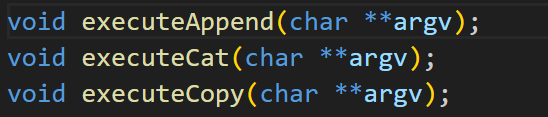 void executeAppend(char **argv);
void executeCat(char **argv);
void executeCopy(char **argv);